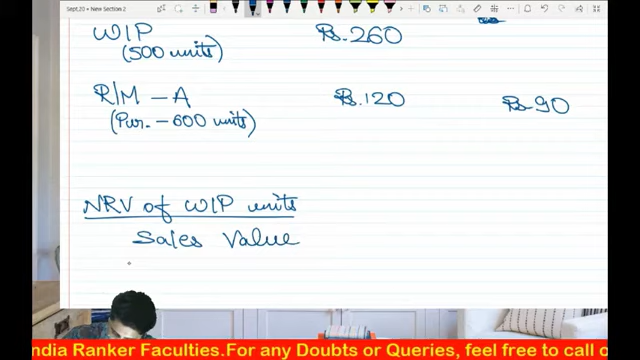 Sept.20 + New Section 2
WIP Rs.260
(500 units)
R/M - A Rs.120 Rs.90
(Pur. - 600 units)
NRV of WIP units
Sales Value
ndia Ranker Faculties.For any Doubts or Queries, feel free to call o